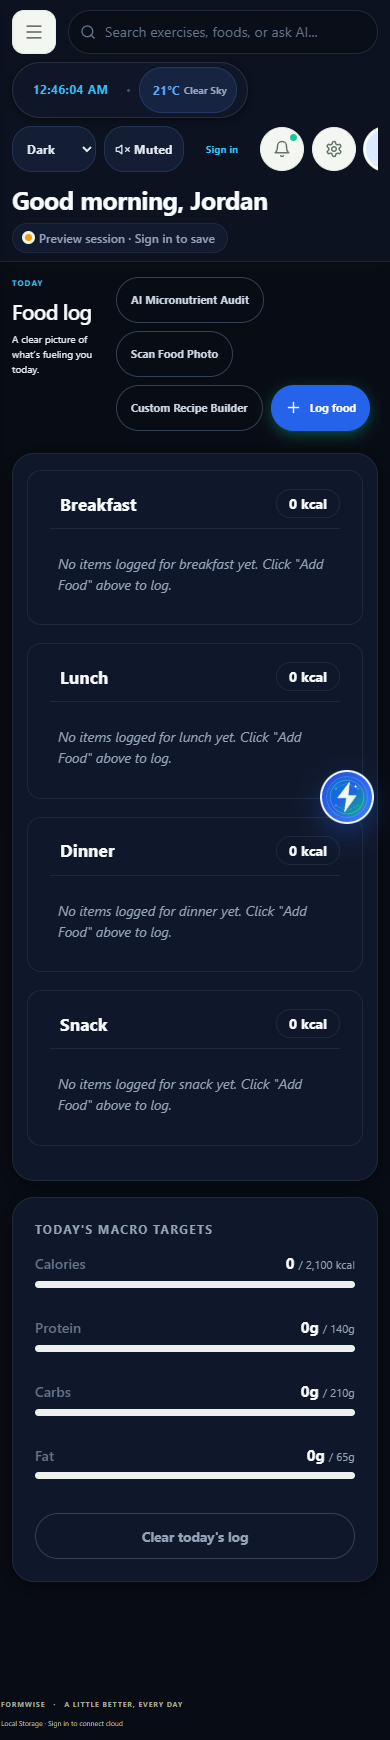 Search exercises, foods, or ask AI...
12:46:04 AM · 21°C Clear Sky
Dark Muted Sign in
Good morning, Jordan
Preview session · Sign in to save
TODAY
Food log
A clear picture of
what's fueling you
today.
AI Micronutrient Audit
Scan Food Photo
Custom Recipe Builder
Log food
Breakfast 0 kcal
No items logged for breakfast yet. Click "Add
Food" above to log.
Lunch 0 kcal
No items logged for lunch yet. Click "Add
Food" above to log.
Dinner 0 kcal
No items logged for dinner yet. Click "Add
Food" above to log.
Snack 0 kcal
No items logged for snack yet. Click "Add
Food" above to log.
TODAY'S MACRO TARGETS
Calories 0 / 2,100 kcal
Protein 0g / 140g
Carbs 0g / 210g
Fat 0g / 65g
Clear today's log
FORMWISE · A LITTLE BETTER, EVERY DAY
Local Storage · Sign in to connect cloud